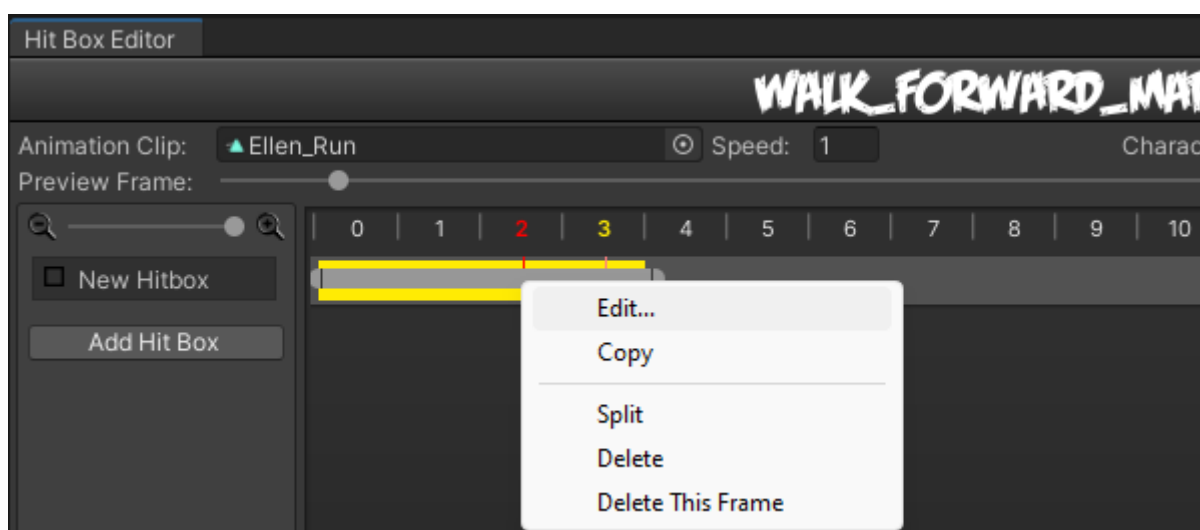 Hit Box Editor
WALK_FORWARD_MA
Animation Clip: Ellen_Run Speed: 1 Charac
Preview Frame:
0 1 2 3 4 5 6 7 8 9 10
New Hitbox
Add Hit Box
Edit...
Copy
Split
Delete
Delete This Frame